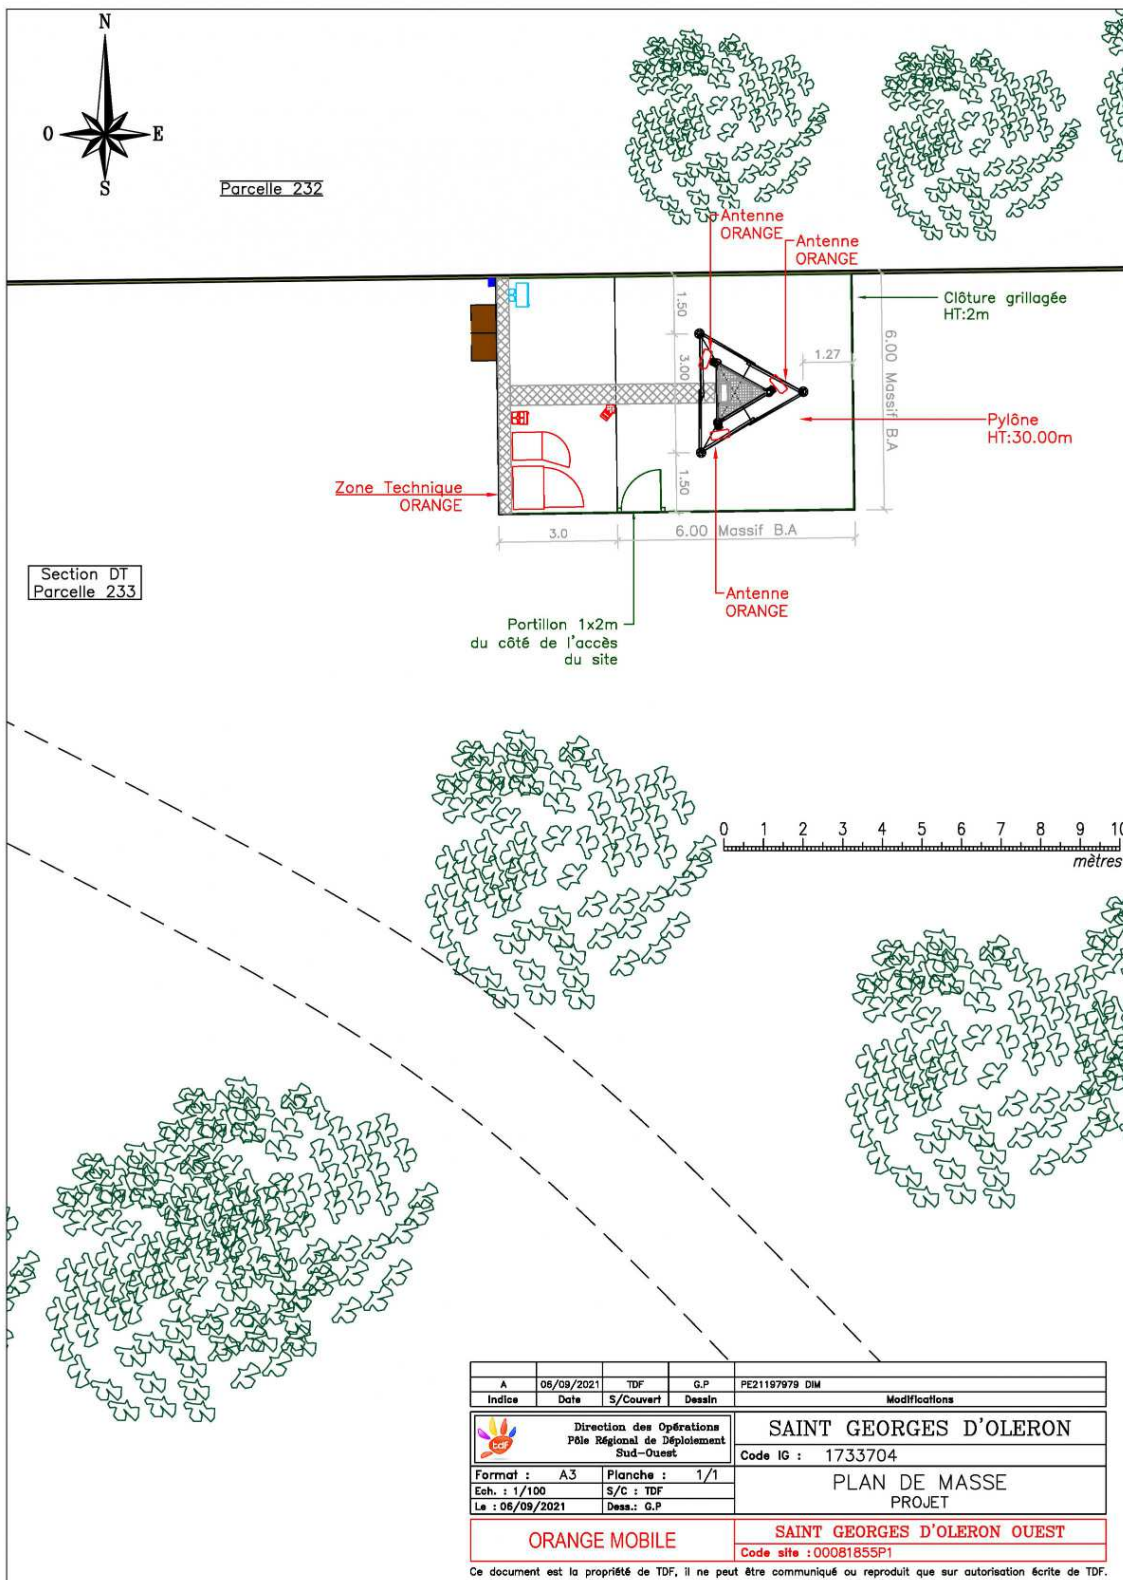 N
O
E
S
Parcelle 232
Antenne
ORANGE
Antenne
ORANGE
Clôture grillagée
HT:2m
1.50
3.00
1.50
1.27
6.00 Massif B.A
Pylône
HT:30.00m
Zone Technique
ORANGE
3.0
6.00 Massif B.A
Section DT
Parcelle 233
Antenne
ORANGE
Portillon 1x2m
du côté de l'accès
du site
0 1 2 3 4 5 6 7 8 9 10
mètres
A 06/09/2021 TDF G.P PE21197979 DIM
Indice Date S/Couvert Dessin Modifications
tdf
Direction des Opérations
Pôle Régional de Déploiement
Sud-Ouest
SAINT GEORGES D'OLERON
Code IG : 1733704
Format : A3 Planche : 1/1
Ech. : 1/100 S/C : TDF
Le : 06/09/2021 Dess.: G.P
PLAN DE MASSE
PROJET
ORANGE MOBILE
SAINT GEORGES D'OLERON OUEST
Code site : 00081855P1
Ce document est la propriété de TDF, il ne peut être communiqué ou reproduit que sur autorisation écrite de TDF.